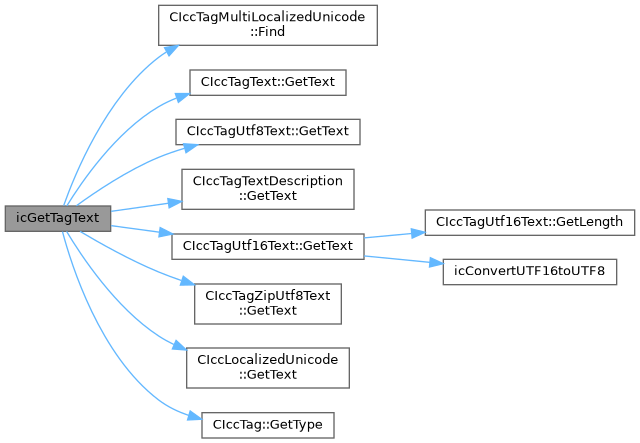 CIccTagMultiLocalizedUnicode
::Find
CIccTagText::GetText
CIccTagUtf8Text::GetText
CIccTagTextDescription
::GetText
icGetTagText
CIccTagUtf16Text::GetText
CIccTagUtf16Text::GetLength
icConvertUTF16toUTF8
CIccTagZipUtf8Text
::GetText
CIccLocalizedUnicode
::GetText
CIccTag::GetType